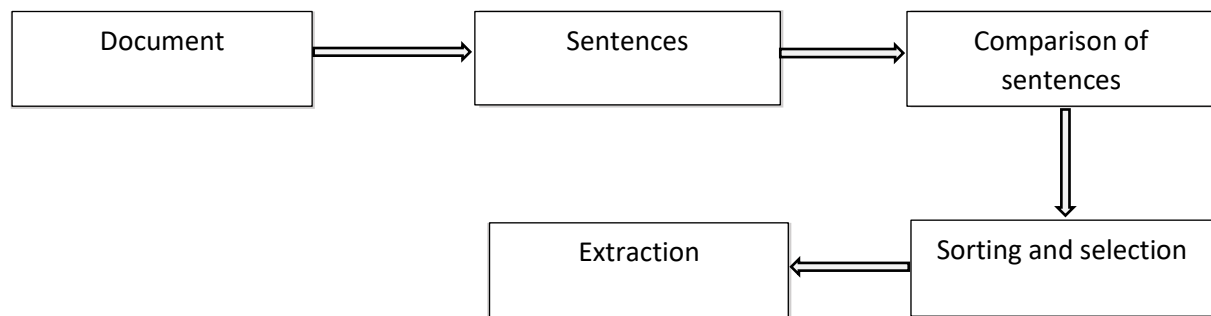 Document
Sentences
Comparison of
sentences
Sorting and selection
Extraction